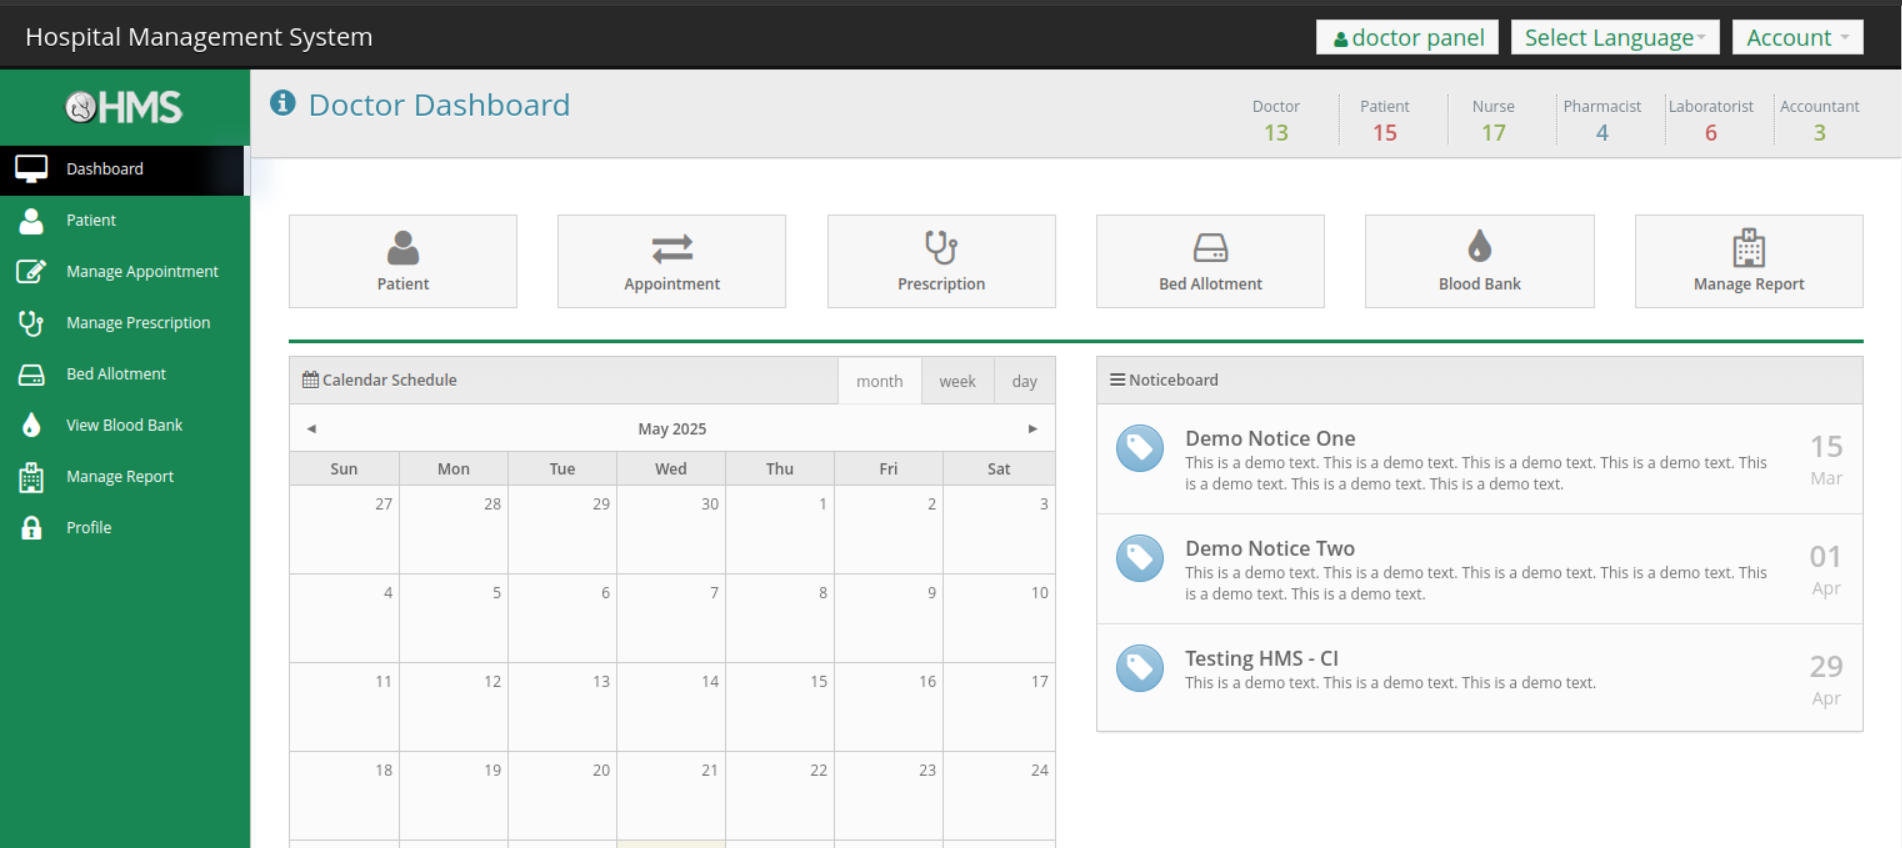 Hospital Management System
doctor panel
Select Language
Account
HMS
Doctor Dashboard
Doctor Patient Nurse Pharmacist Laboratorist Accountant
13 15 17 4 6 3
Dashboard
Patient
Manage Appointment
Manage Prescription
Bed Allotment
View Blood Bank
Manage Report
Profile
Patient
Appointment
Prescription
Bed Allotment
Blood Bank
Manage Report
Calendar Schedule
month week day
May 2025
Sun Mon Tue Wed Thu Fri Sat
27 28 29 30 1 2 3
4 5 6 7 8 9 10
11 12 13 14 15 16 17
18 19 20 21 22 23 24
Noticeboard
Demo Notice One
This is a demo text. This is a demo text. This is a demo text. This is a demo text. This
is a demo text. This is a demo text. This is a demo text.
15
Mar
Demo Notice Two
This is a demo text. This is a demo text. This is a demo text. This is a demo text. This
is a demo text. This is a demo text.
01
Apr
Testing HMS - CI
This is a demo text. This is a demo text. This is a demo text.
29
Apr